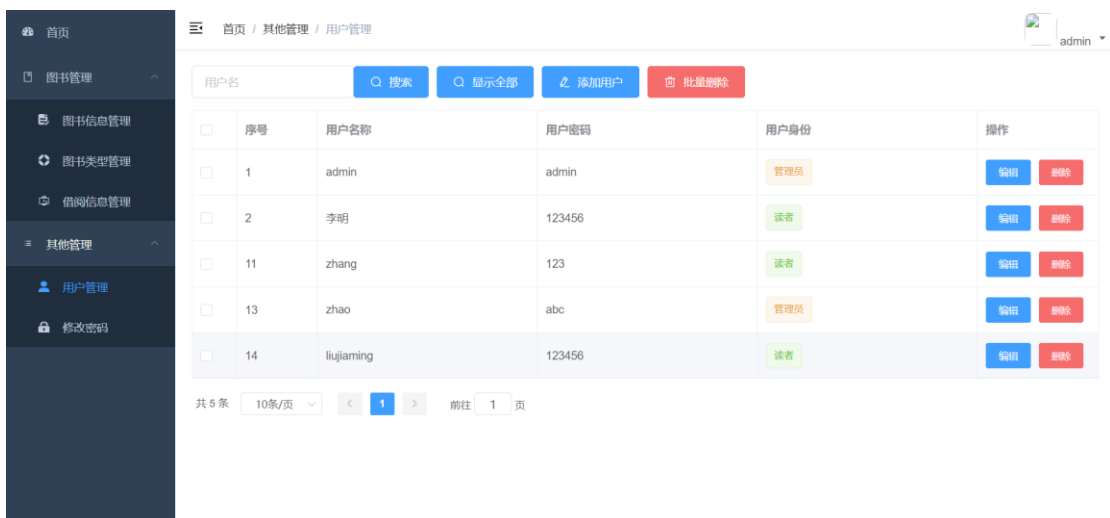 首页
图书管理
图书信息管理
图书类型管理
借阅信息管理
其他管理
用户管理
修改密码
首页 / 其他管理 / 用户管理
admin
用户名 搜索 显示全部 添加用户 批量删除
序号 用户名称 用户密码 用户身份 操作
1 admin admin 管理员 编辑 删除
2 李明 123456 读者 编辑 删除
11 zhang 123 读者 编辑 删除
13 zhao abc 管理员 编辑 删除
14 liujiaming 123456 读者 编辑 删除
共 5 条 10条/页 < 1 > 前往 1 页